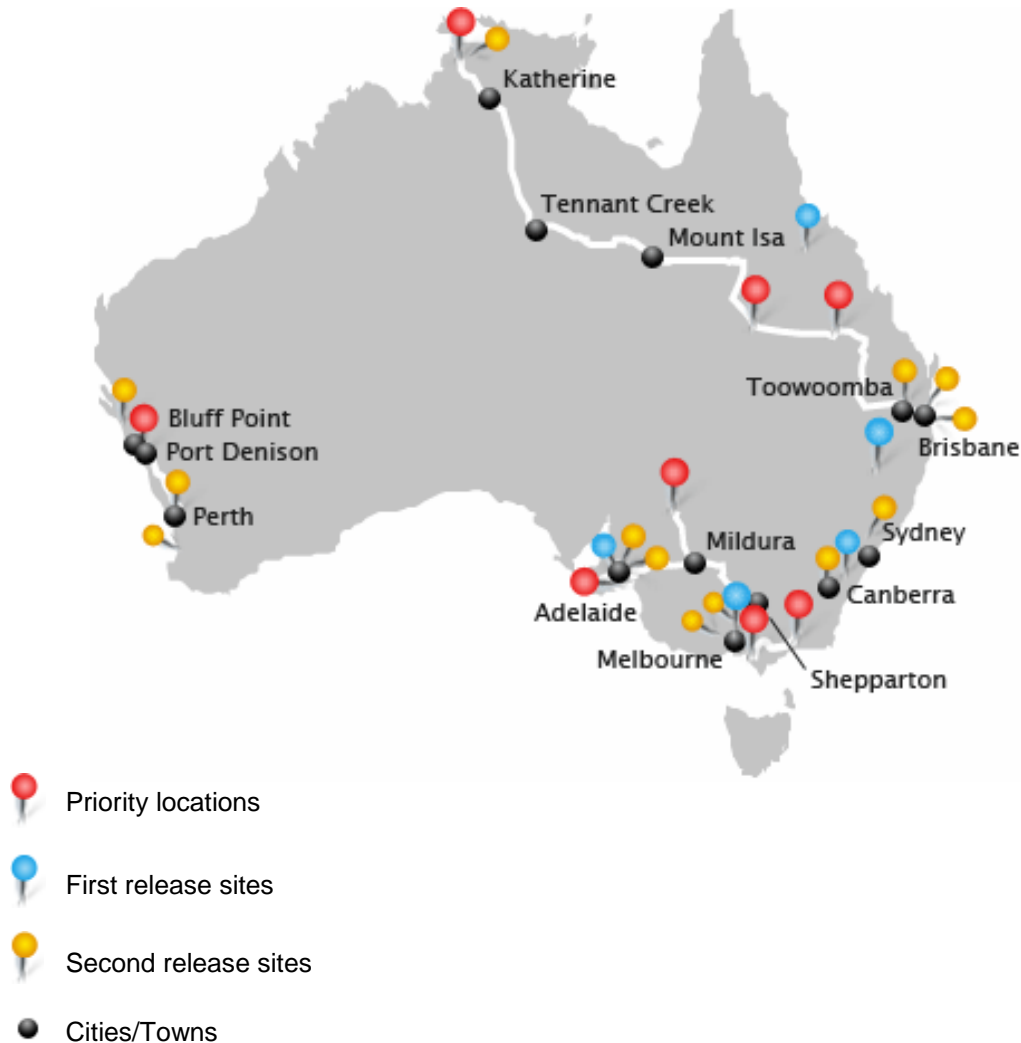 Katherine
Tennant Creek
Mount Isa
Toowoomba
Bluff Point
Brisbane
Port Denison
Perth
Sydney
Mildura
Canberra
Adelaide
Melbourne
Shepparton
Priority locations
First release sites
Second release sites
Cities/Towns